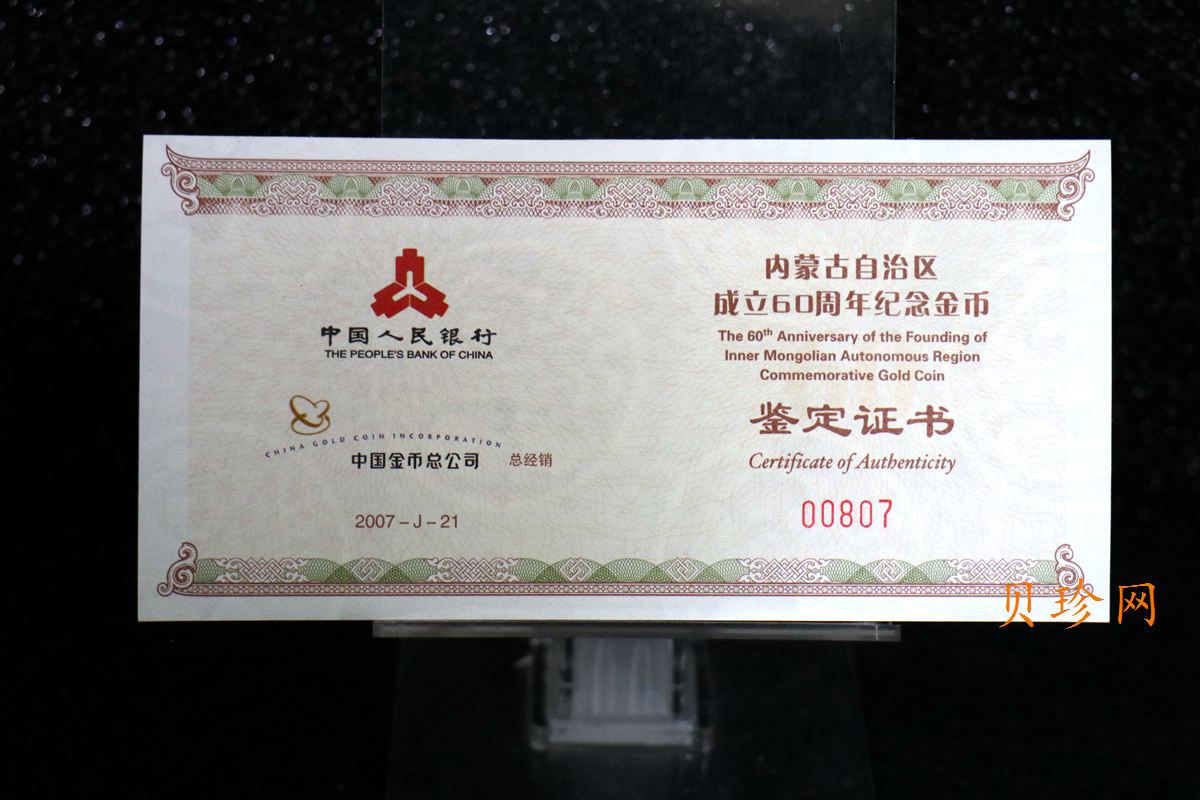 中国人民银行
THE PEOPLE'S BANK OF CHINA
CHINA GOLD COIN INCORPORATION
中国金币总公司 总经销
2007-J-21
内蒙古自治区
成立60周年纪念金币
The 60th Anniversary of the Founding of
Inner Mongolian Autonomous Region
Commemorative Gold Coin
鉴定证书
Certificate of Authenticity
00807
贝珍网